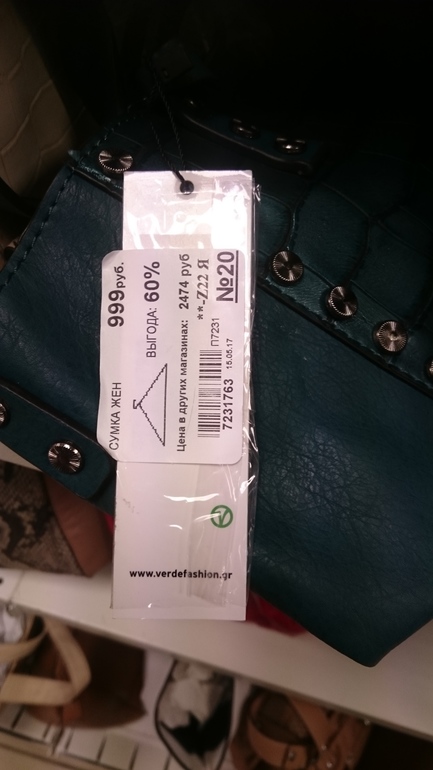 СУМКА ЖЕН 999руб.
ВЫГОДА: 60%
Цена в других магазинах: 2474 руб
**-Z22 Я
7231763
П7231
15.05.17
№20
www.verdefashion.gr